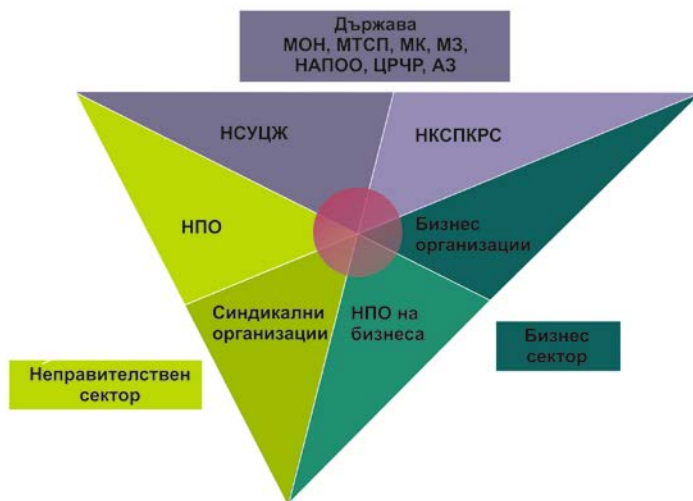 Държава
МОН, МТСП, МК, МЗ,
НАПОО, ЦРЧР, АЗ
НСУЦЖ
НКСПКРС
НПО
Бизнес
организации
Синдикални
организации
НПО на
бизнеса
Бизнес
сектор
Неправителствен
сектор